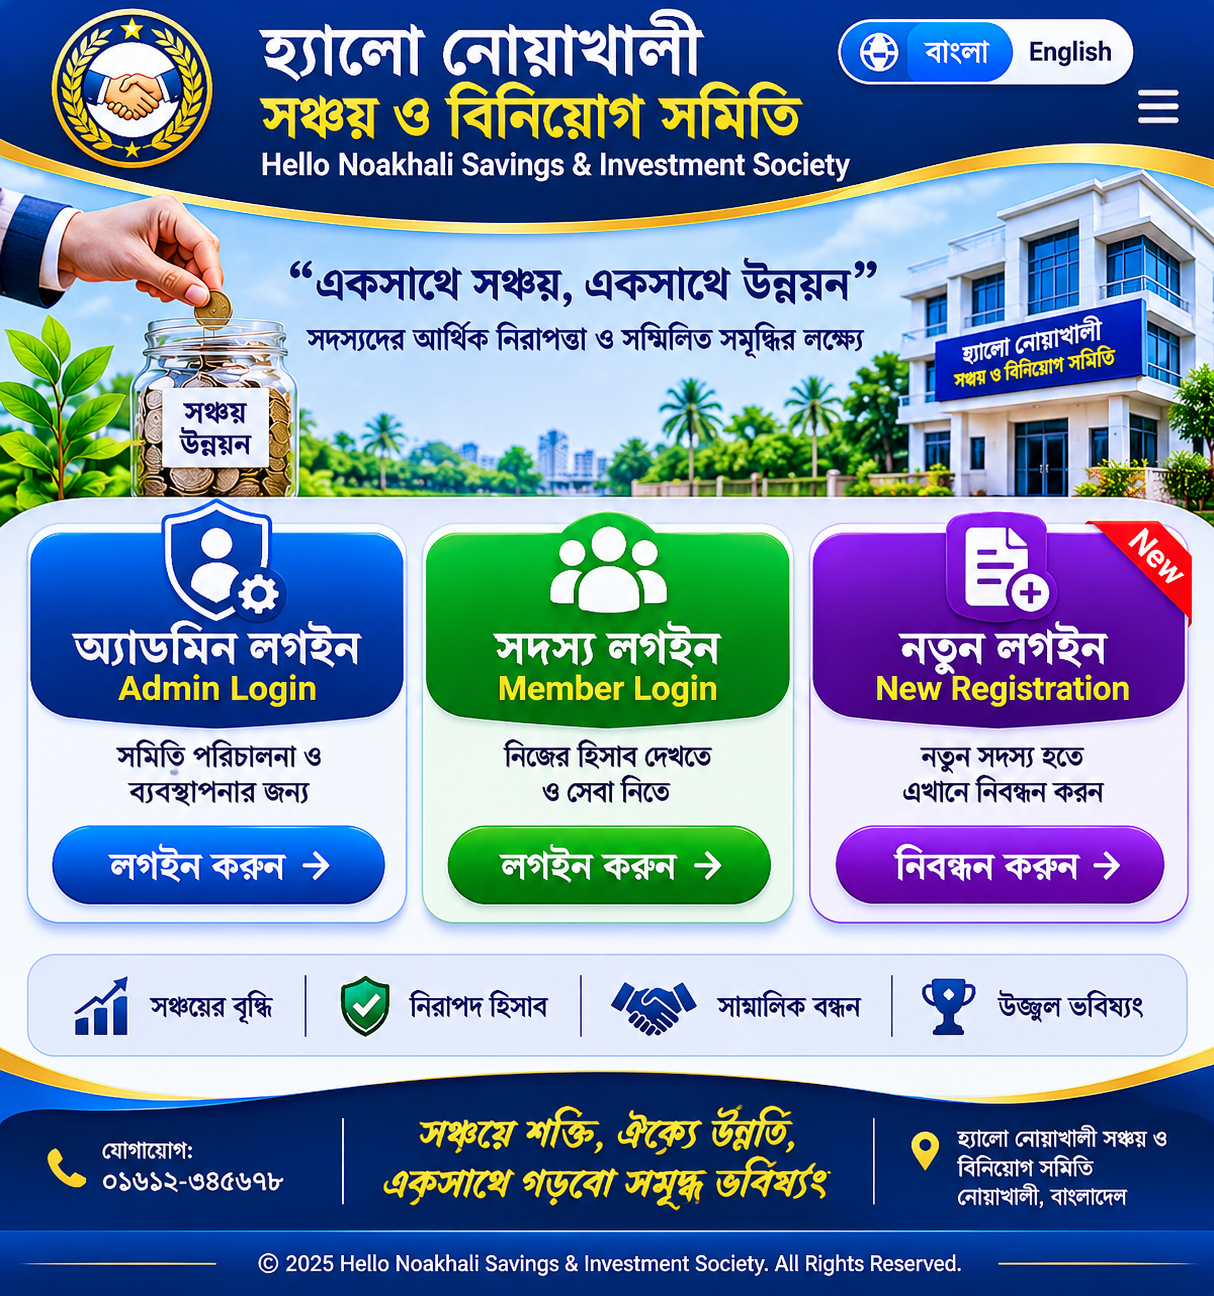 হ্যালো নোয়াখালী
সঞ্চয় ও বিনিয়োগ সমিতি
Hello Noakhali Savings & Investment Society
বাংলা English
“একসাথে সঞ্চয়, একসাথে উন্নয়ন”
সদস্যদের আর্থিক নিরাপত্তা ও সম্মিলিত সমৃদ্ধির লক্ষ্যে
হ্যালো নোয়াখালী
সঞ্চয় ও বিনিয়োগ সমিতি
সঞ্চয়
উন্নয়ন
New
অ্যাডমিন লগইন
Admin Login
সমিতি পরিচালনা ও
ব্যবস্থাপনার জন্য
লগইন করুন →
সদস্য লগইন
Member Login
নিজের হিসাব দেখতে
ও সেবা নিতে
লগইন করুন →
নতুন লগইন
New Registration
নতুন সদস্য হতে
এখানে নিবন্ধন করুন
নিবন্ধন করুন →
সঞ্চয়ের বৃদ্ধি
নিরাপদ হিসাব
সাম্মালিক বন্ধন
উজ্জ্বল ভবিষ্যৎ
যোগাযোগ:
০১৬১২-৩৪৫৬৭৮
সঞ্চয়ে শক্তি, ঐক্যে উন্নতি,
একসাথে গড়বো সমৃদ্ধ ভবিষ্যৎ
হ্যালো নোয়াখালী সঞ্চয় ও
বিনিয়োগ সমিতি
নোয়াখালী, বাংলাদেল
© 2025 Hello Noakhali Savings & Investment Society. All Rights Reserved.